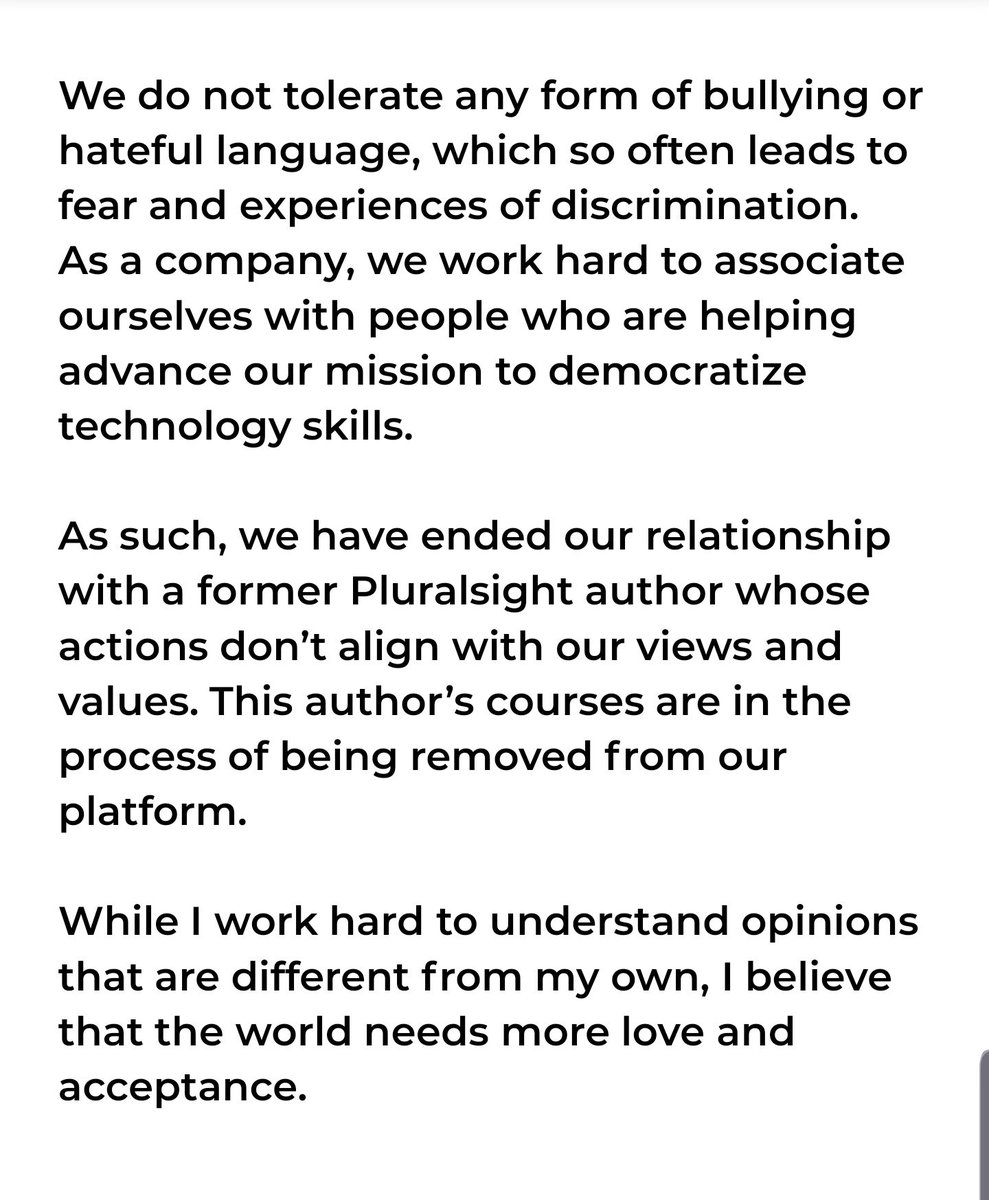 We do not tolerate any form of bullying or
hateful language, which so often leads to
fear and experiences of discrimination.
As a company, we work hard to associate
ourselves with people who are helping
advance our mission to democratize
technology skills.
As such, we have ended our relationship
with a former Pluralsight author whose
actions don’t align with our views and
values. This author’s courses are in the
process of being removed from our
platform.
While I work hard to understand opinions
that are different from my own, I believe
that the world needs more love and
acceptance.